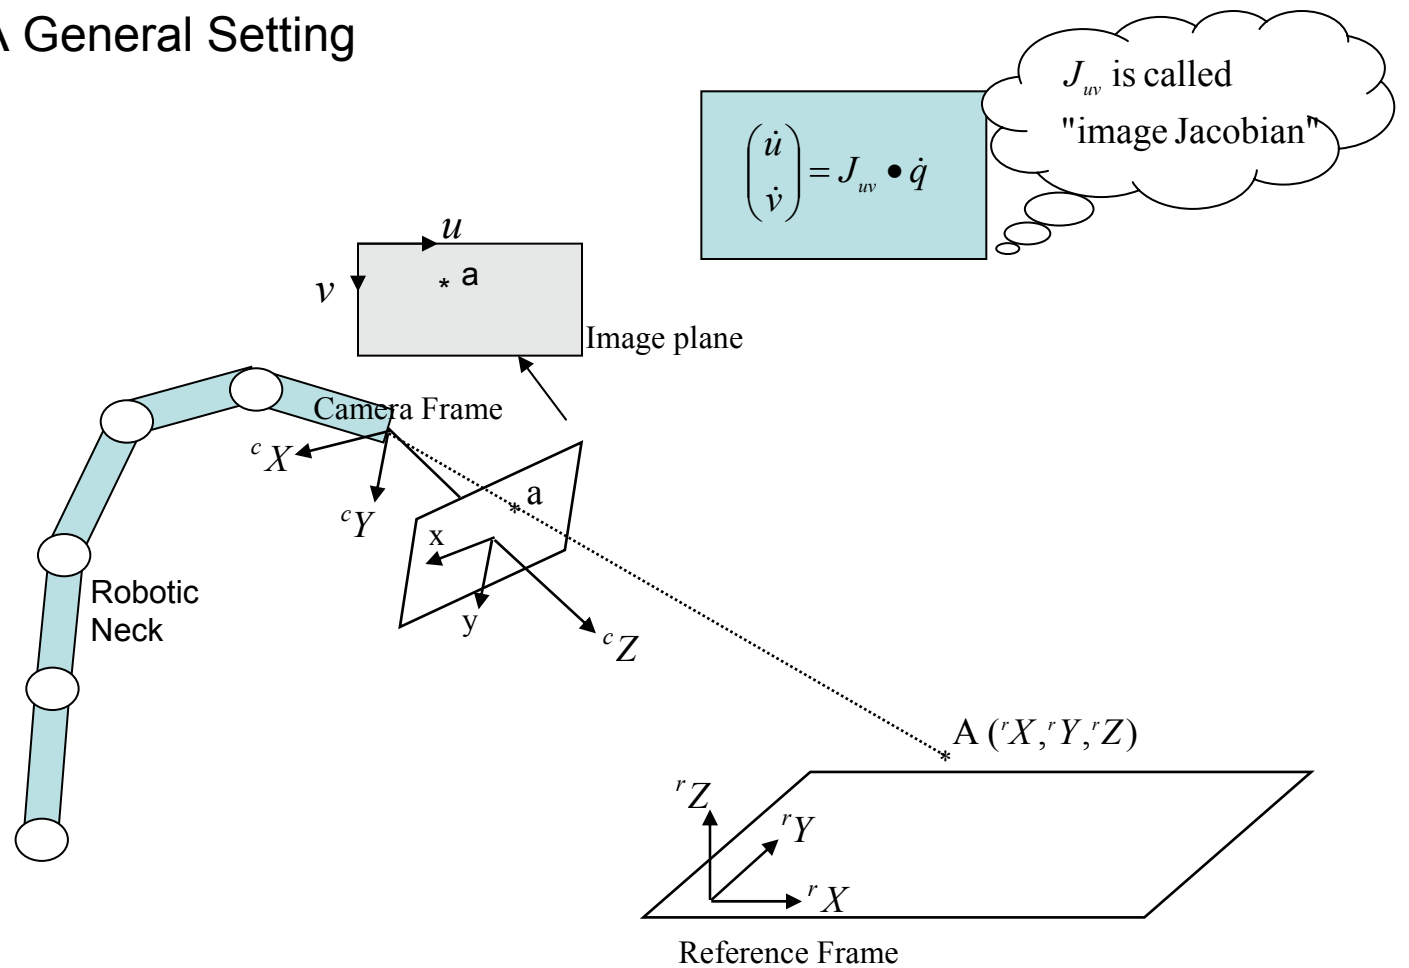 A General Setting
J_uv is called
"image Jacobian"
(u̇ v̇) = J_uv • q̇
u
v
* a
Image plane
Camera Frame
ᶜX
ᶜY
a
*
x
y
ᶜZ
Robotic
Neck
A (ʳX,ʳY,ʳZ)
*
ʳZ
ʳY
ʳX
Reference Frame